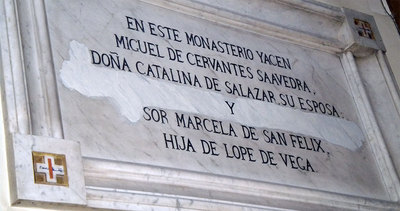 EN ESTE MONASTERIO YACEN
MIGUEL DE CERVANTES SAAVEDRA,
DOÑA CATALINA DE SALAZAR SU ESPOSA
Y
SOR MARCELA DE SAN FELIX
HIJA DE LOPE DE VEGA